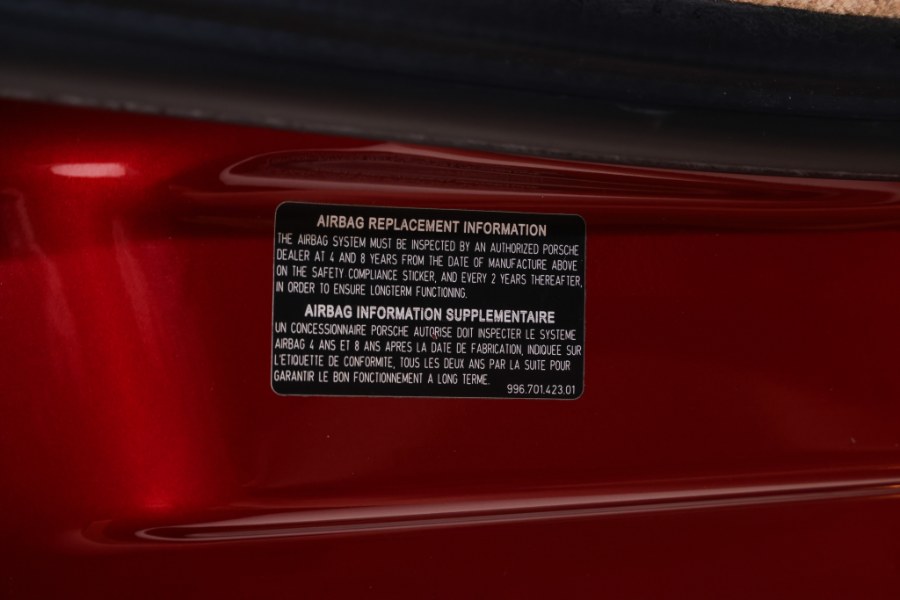 AIRBAG REPLACEMENT INFORMATION
THE AIRBAG SYSTEM MUST BE INSPECTED BY AN AUTHORIZED PORSCHE
DEALER AT 4 AND 8 YEARS FROM THE DATE OF MANUFACTURE ABOVE
ON THE SAFETY COMPLIANCE STICKER, AND EVERY 2 YEARS THEREAFTER,
IN ORDER TO ENSURE LONGTERM FUNCTIONING.
AIRBAG INFORMATION SUPPLEMENTAIRE
UN CONCESSIONNAIRE PORSCHE AUTORISE DOIT INSPECTER LE SYSTEME
AIRBAG 4 ANS ET 8 ANS APRES LA DATE DE FABRICATION, INDIQUEE SUR
L'ETIQUETTE DE CONFORMITE, TOUS LES DEUX ANS PAR LA SUITE POUR
GARANTIR LE BON FONCTIONNEMENT A LONG TERME.
996.701.423.01